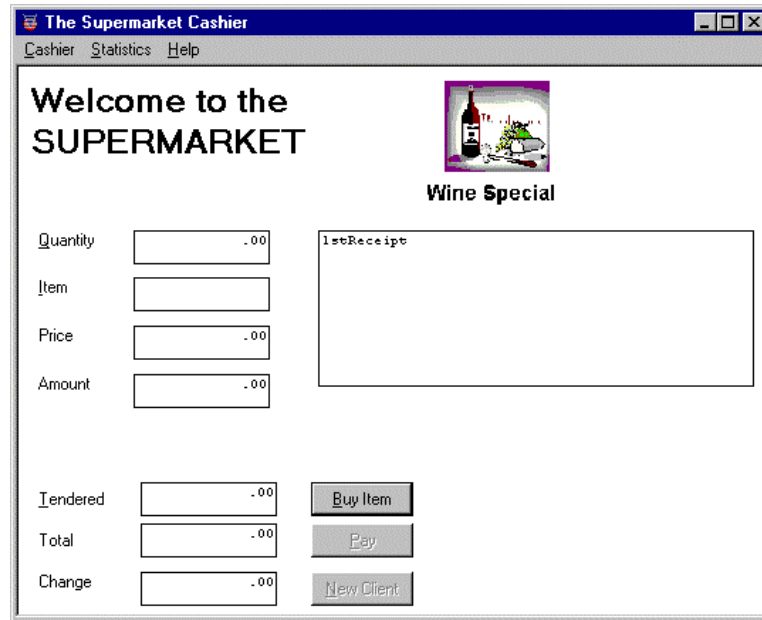 The Supermarket Cashier
Cashier Statistics Help
Welcome to the
SUPERMARKET
Wine Special
Quantity .00
lstReceipt
Item
Price .00
Amount .00
Tendered .00 Buy Item
Total .00 Pay
Change .00 New Client